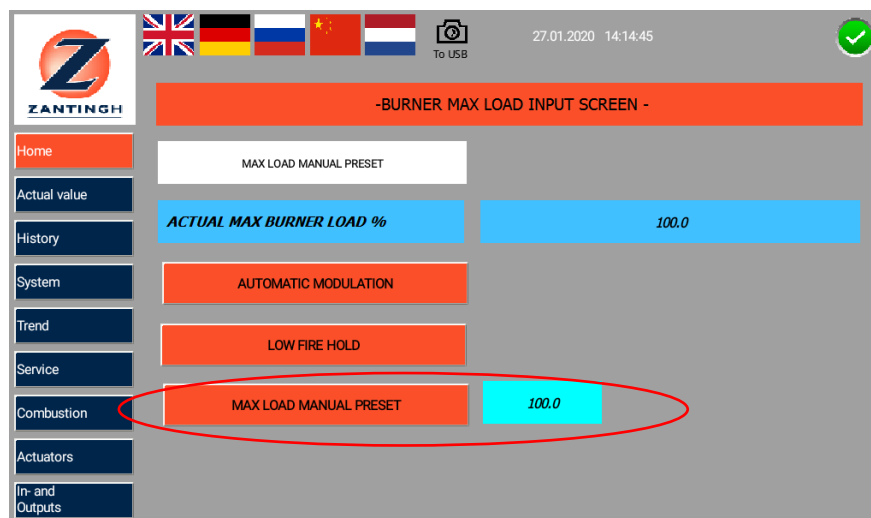 ZANTINGH
To USB
27.01.2020 14:14:45
-BURNER MAX LOAD INPUT SCREEN -
Home
Actual value
History
System
Trend
Service
Combustion
Actuators
In- and
Outputs
MAX LOAD MANUAL PRESET
ACTUAL MAX BURNER LOAD % 100.0
AUTOMATIC MODULATION
LOW FIRE HOLD
MAX LOAD MANUAL PRESET 100.0